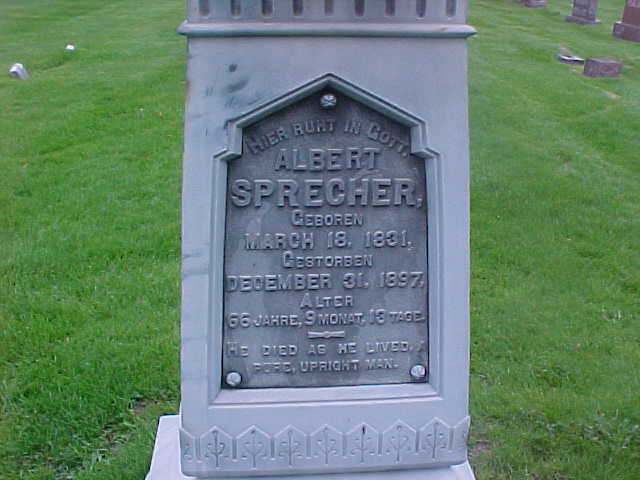 HIER RUHT IN GOTT,
ALBERT
SPRECHER,
GEBOREN
MARCH 18, 1831,
GESTORBEN
DECEMBER 31, 1897,
ALTER
66 JAHRE, 9 MONAT, 13 TAGE.
HE DIED AS HE LIVED, A
PURE, UPRIGHT MAN.